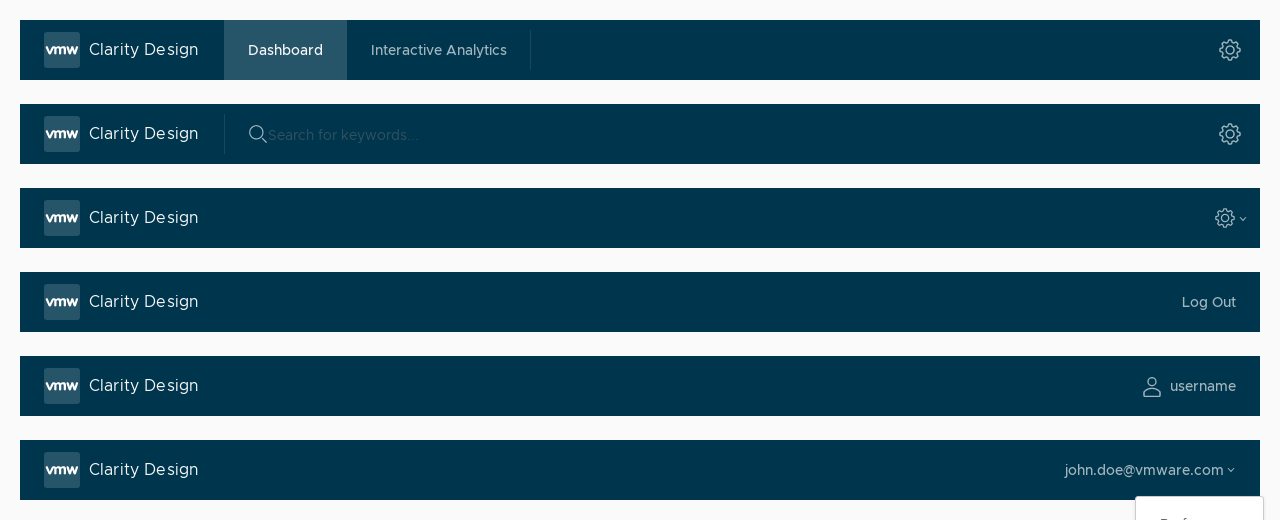 vmw Clarity Design Dashboard Interactive Analytics
vmw Clarity Design Search for keywords...
vmw Clarity Design
vmw Clarity Design Log Out
vmw Clarity Design username
vmw Clarity Design john.doe@vmware.com